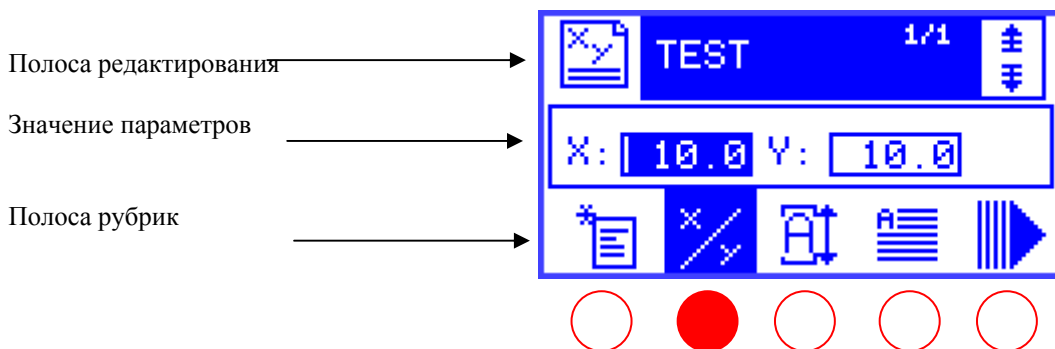 Полоса редактирования
TEST
1/1
Значение параметров
X: 10.0 Y: 10.0
Полоса рубрик